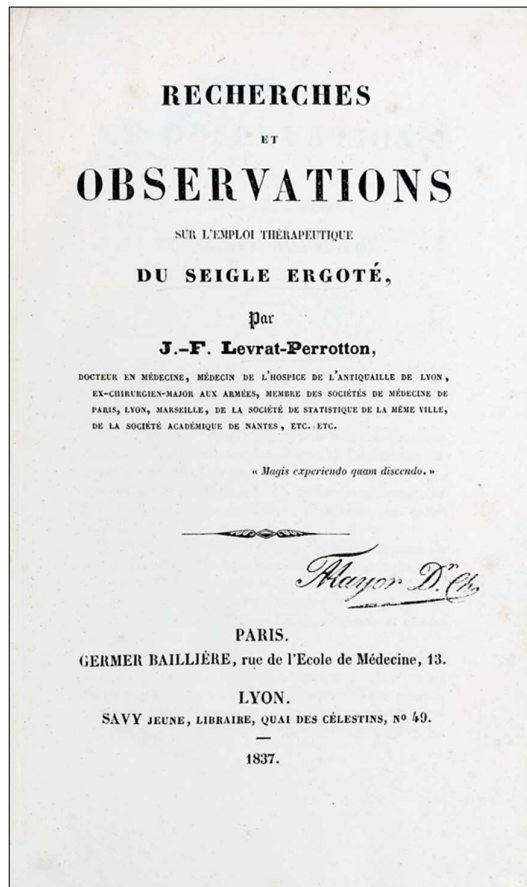 RECHERCHES
ET
OBSERVATIONS
SUR L'EMPLOI THÉRAPEUTIQUE
DU SEIGLE ERGOTÉ,
Par
J.-F. Levrat-Perrotton,
DOCTEUR EN MÉDECINE, MÉDECIN DE L'HOSPICE DE L'ANTIQUAILLE DE LYON,
EX-CHIRURGIEN-MAJOR AUX ARMÉES, MEMBRE DES SOCIÉTÉS DE MÉDECINE DE
PARIS, LYON, MARSEILLE, DE LA SOCIÉTÉ DE STATISTIQUE DE LA MÊME VILLE,
DE LA SOCIÉTÉ ACADÉMIQUE DE NANTES, ETC. ETC.
« Magis experiendo quam discendo. »
Mayor Dr. Ch.
PARIS.
GERMER BAILLIÈRE, rue de l'Ecole de Médecine, 13.
LYON.
SAVY JEUNE, LIBRAIRE, QUAI DES CÉLESTINS, No 49.
1837.